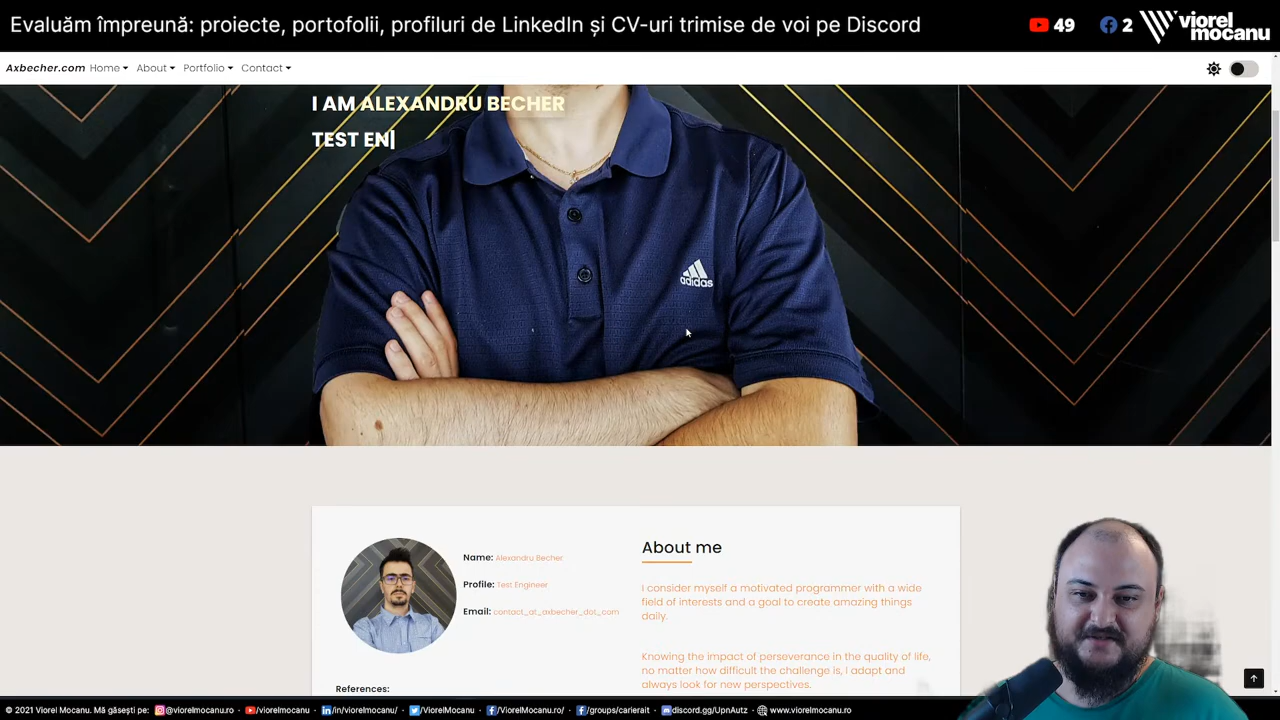 Evaluăm împreună: proiecte, portofolii, profiluri de LinkedIn și CV-uri trimise de voi pe Discord
49
2
viorel
mocanu
Axbecher.com Home About Portfolio Contact
I AM ALEXANDRU BECHER
TEST EN|
adidas
Name: Alexandru Becher
Profile: Test Engineer
Email: contact_at_axbecher_dot_com
References:
About me
I consider myself a motivated programmer with a wide
field of interests and a goal to create amazing things
daily.
Knowing the impact of perseverance in the quality of life,
no matter how difficult the challenge is, I adapt and
always look for new perspectives.
© 2021 Viorel Mocanu. Mă găsești pe: @viorelmocanu.ro · /viorelmocanu · /in/viorelmocanu/ · /ViorelMocanu · /ViorelMocanu.ro/ · /groups/carierait · discord.gg/UpnAutz · www.viorelmocanu.ro